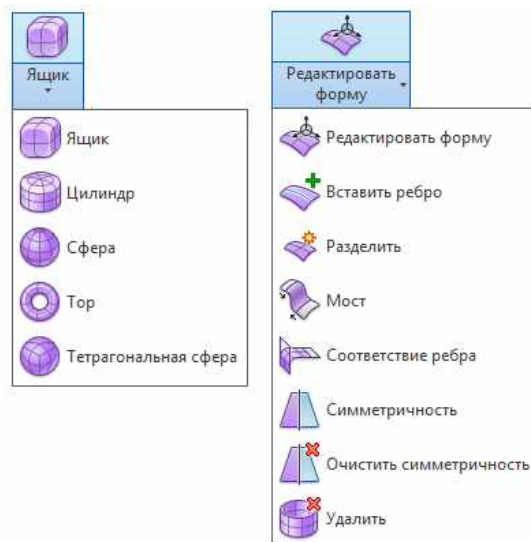 Ящик
Ящик
Цилиндр
Сфера
Тор
Тетрагональная сфера
Редактировать
форму
Редактировать форму
Вставить ребро
Разделить
Мост
Соответствие ребра
Симметричность
Очистить симметричность
Удалить